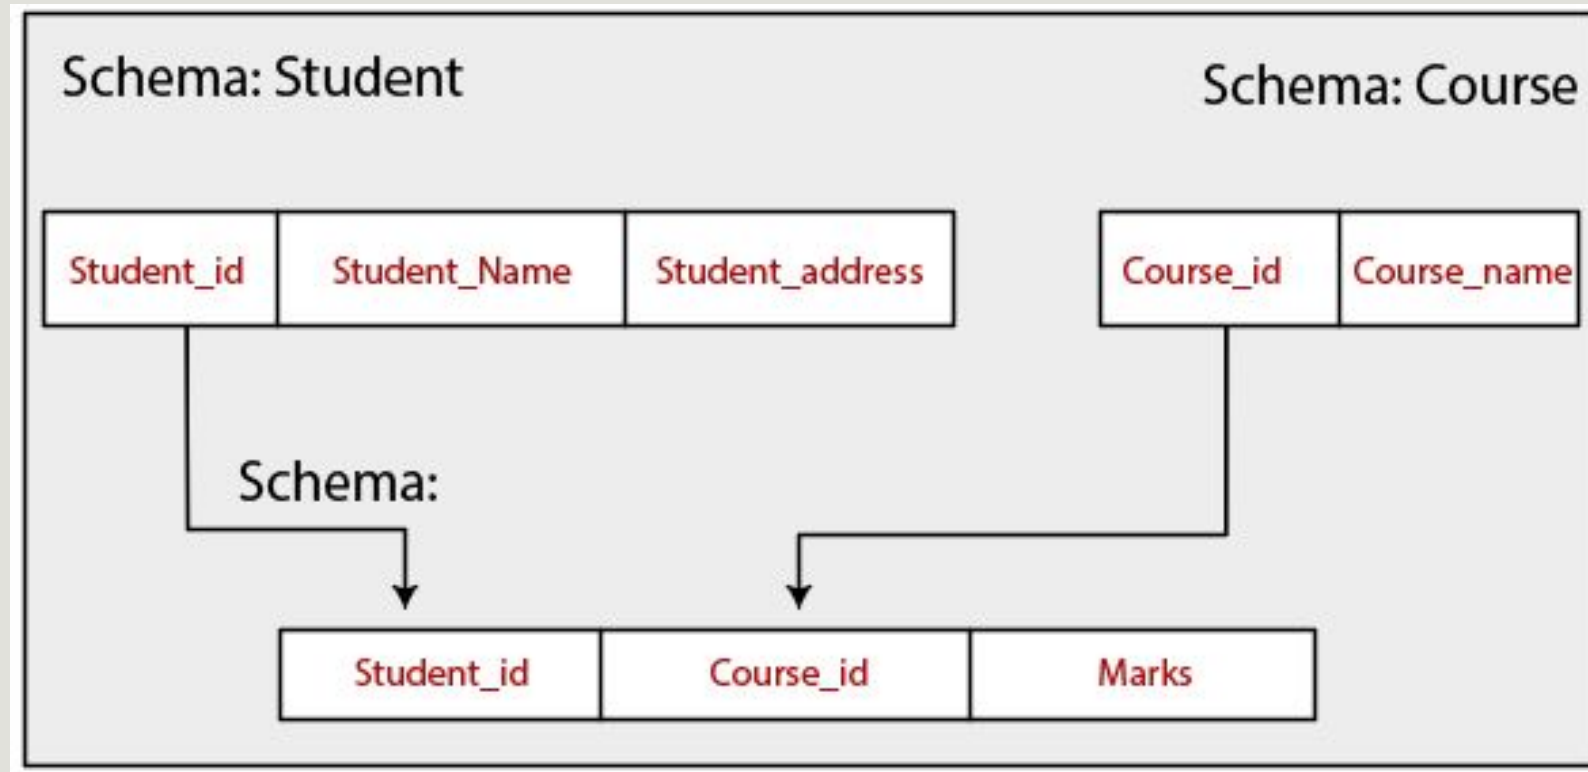 Schema: Student
Schema: Course
Student_id Student_Name Student_address
Course_id Course_name
Schema:
Student_id Course_id Marks